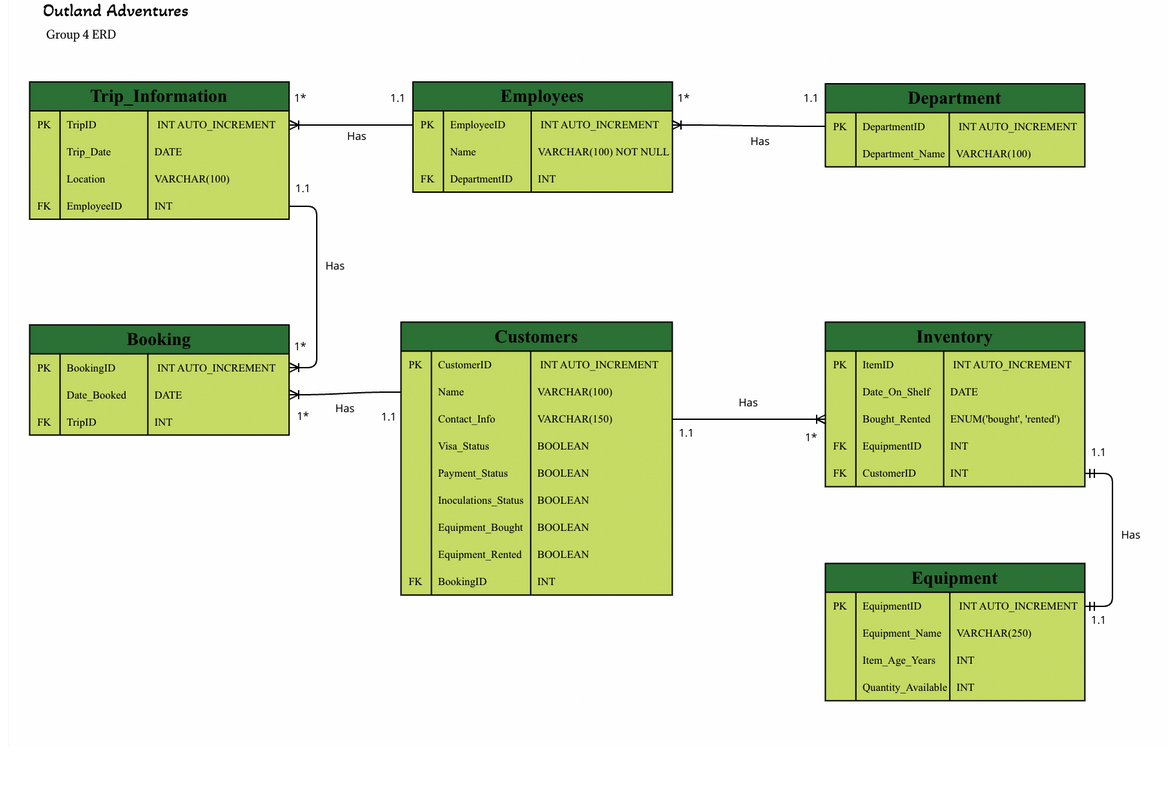 Outland Adventures
Group 4 ERD
Trip_Information
PK TripID INT AUTO_INCREMENT
Trip_Date DATE
Location VARCHAR(100)
FK EmployeeID INT
1*
1.1
Has
Employees
PK EmployeeID INT AUTO_INCREMENT
Name VARCHAR(100) NOT NULL
FK DepartmentID INT
1*
1.1
Has
Department
PK DepartmentID INT AUTO_INCREMENT
Department_Name VARCHAR(100)
1.1
Has
1*
Booking
PK BookingID INT AUTO_INCREMENT
Date_Booked DATE
FK TripID INT
1*
Has
1.1
Customers
PK CustomerID INT AUTO_INCREMENT
Name VARCHAR(100)
Contact_Info VARCHAR(150)
Visa_Status BOOLEAN
Payment_Status BOOLEAN
Inoculations_Status BOOLEAN
Equipment_Bought BOOLEAN
Equipment_Rented BOOLEAN
FK BookingID INT
Has
1.1
1*
Inventory
PK ItemID INT AUTO_INCREMENT
Date_On_Shelf DATE
Bought_Rented ENUM('bought', 'rented')
FK EquipmentID INT
FK CustomerID INT
1.1
Has
1.1
Equipment
PK EquipmentID INT AUTO_INCREMENT
Equipment_Name VARCHAR(250)
Item_Age_Years INT
Quantity_Available INT